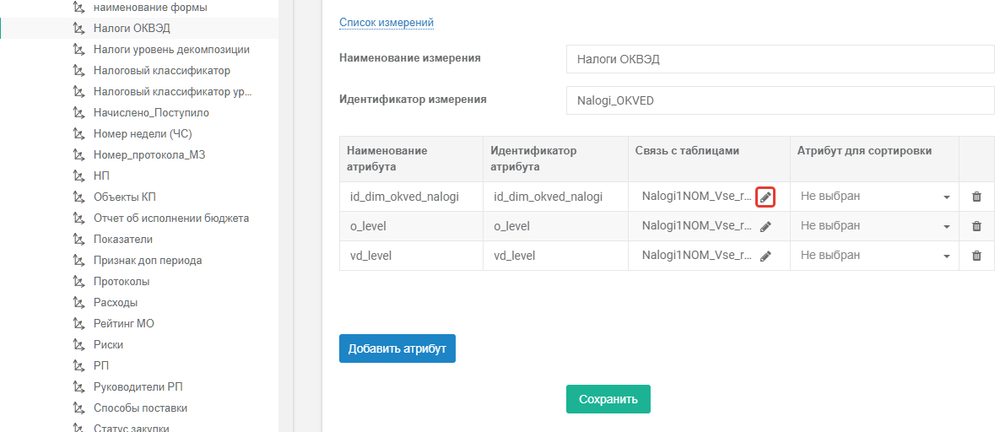 наименование формы
Налоги ОКВЭД
Налоги уровень декомпозиции
Налоговый классификатор
Налоговый классификатор ур...
Начислено_Поступило
Номер недели (ЧС)
Номер_протокола_МЗ
НП
Объекты КП
Отчет об исполнении бюджета
Показатели
Признак доп периода
Протоколы
Расходы
Рейтинг МО
Риски
РП
Руководители РП
Способы поставки
Статус закупки
Список измерений
Наименование измерения
Налоги ОКВЭД
Идентификатор измерения
Nalogi_OKVED
Наименование атрибута
Идентификатор атрибута
Связь с таблицами
Атрибут для сортировки
id_dim_okved_nalogi
id_dim_okved_nalogi
Nalogi1NOM_Vse_r...
Не выбран
o_level
o_level
Nalogi1NOM_Vse_r...
Не выбран
vd_level
vd_level
Nalogi1NOM_Vse_r...
Не выбран
Добавить атрибут
Сохранить